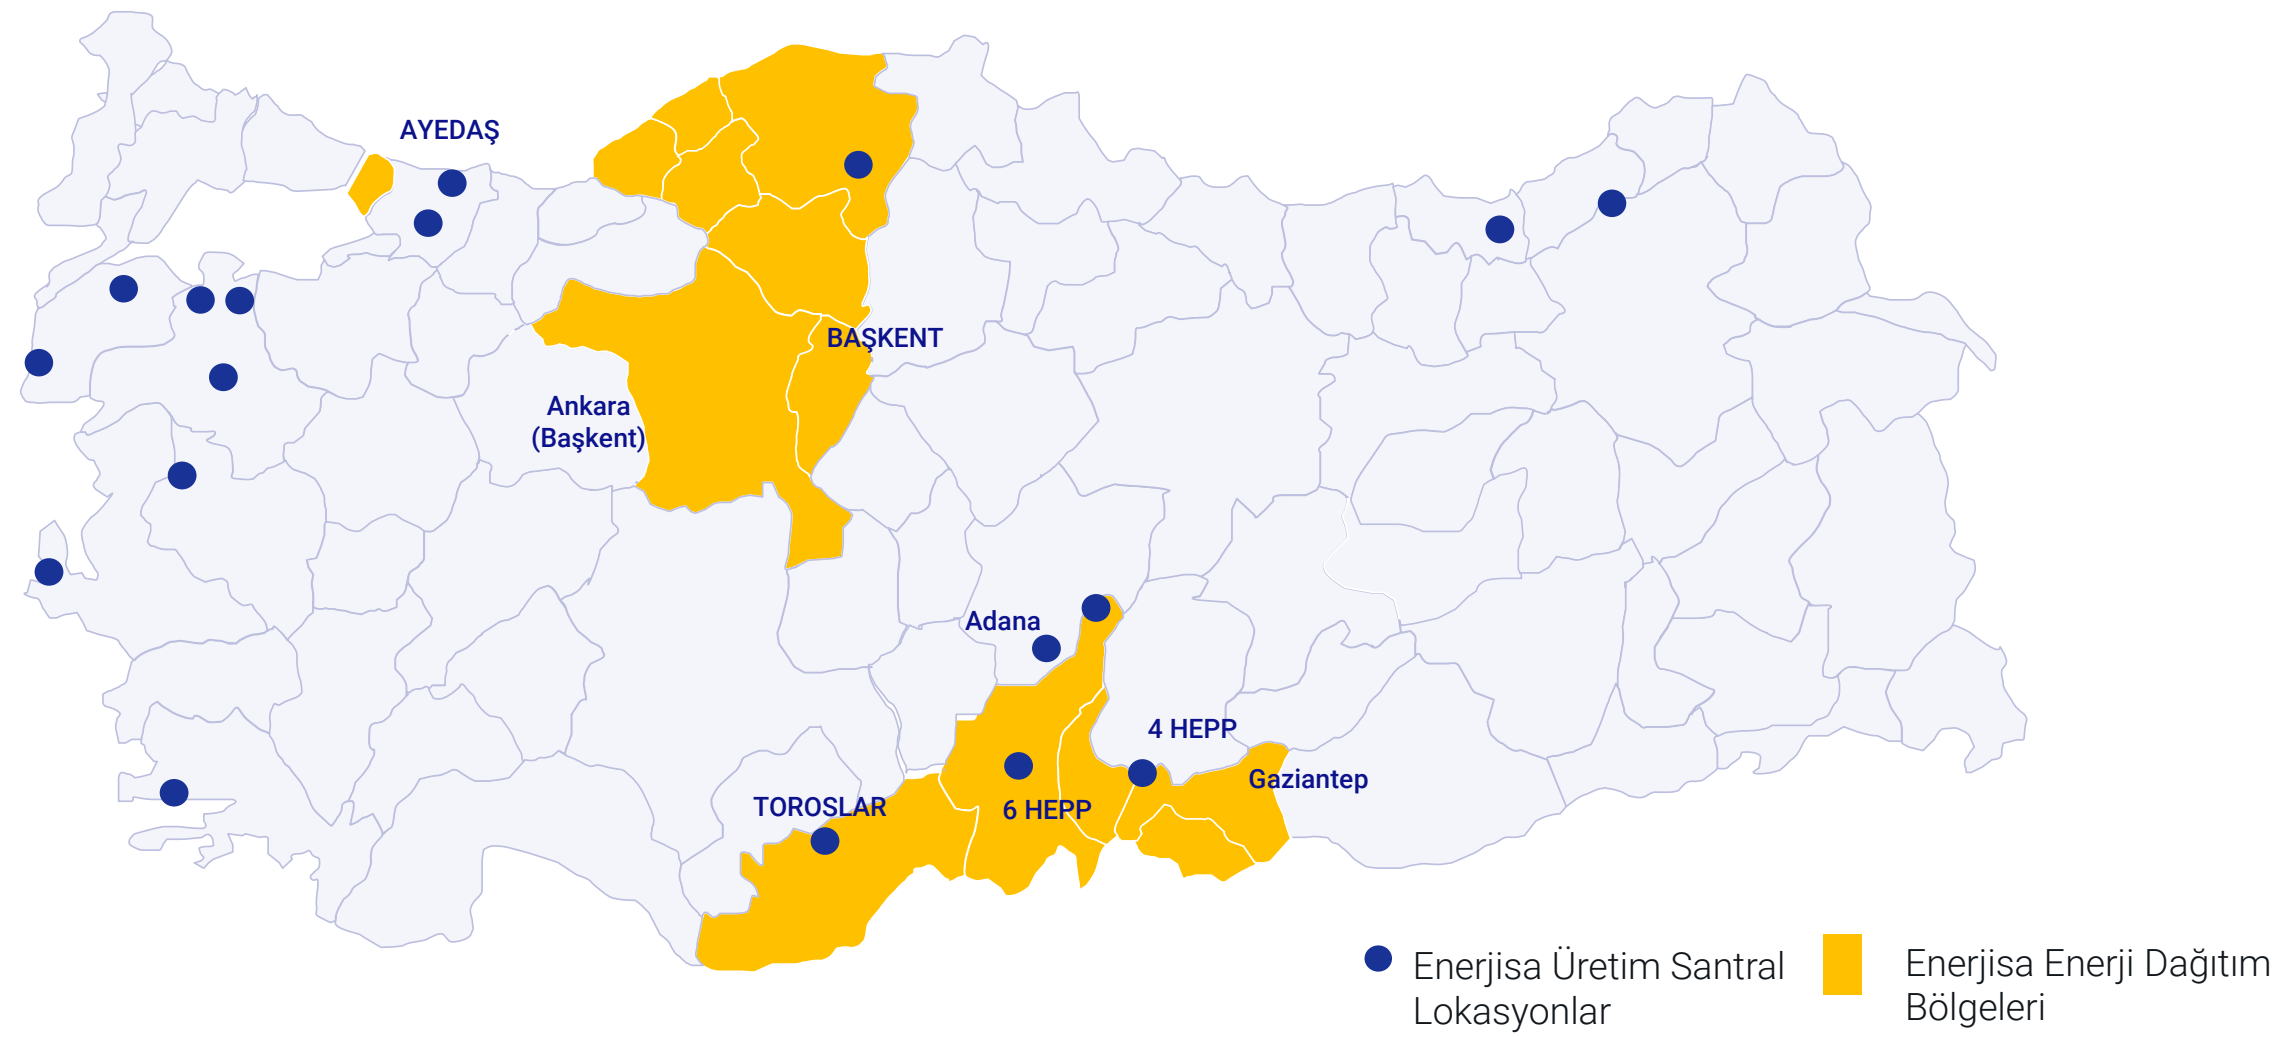 AYEDAŞ
BAŞKENT
Ankara
(Başkent)
Adana
4 HEPP
Gaziantep
TOROSLAR
6 HEPP
Enerjisa Üretim Santral
Lokasyonlar
Enerjisa Enerji Dağıtım
Bölgeleri